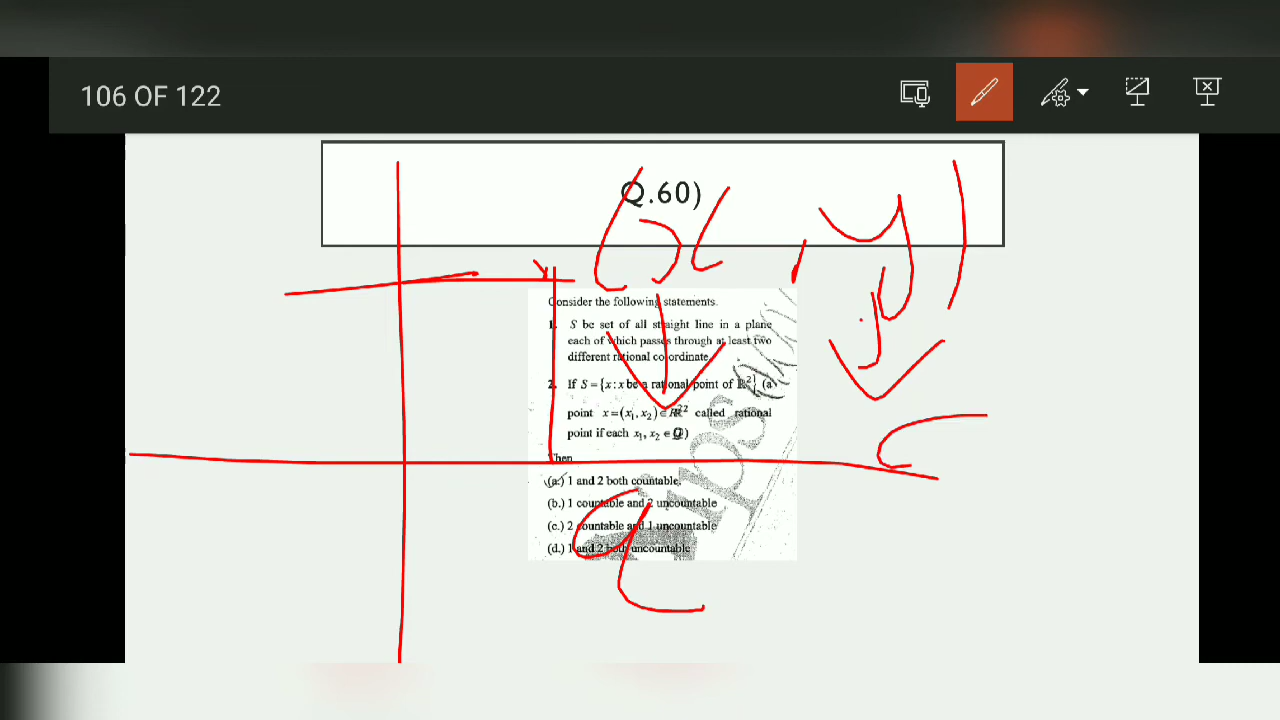 106 OF 122
Q.60)
(x, y)
Consider the following statements.
1. S be set of all straight line in a plane
each of which passes through at least two
different rational co ordinate.
2. If S = {x : x be a rational point of ℝ²} (a
point x = (x₁, x₂) ∈ ℝ² called rational
point if each x₁, x₂ ∈ Q)
Then
(a.) 1 and 2 both countable.
(b.) 1 countable and 2 uncountable
(c.) 2 countable and 1 uncountable
(d.) 1 and 2 both uncountable